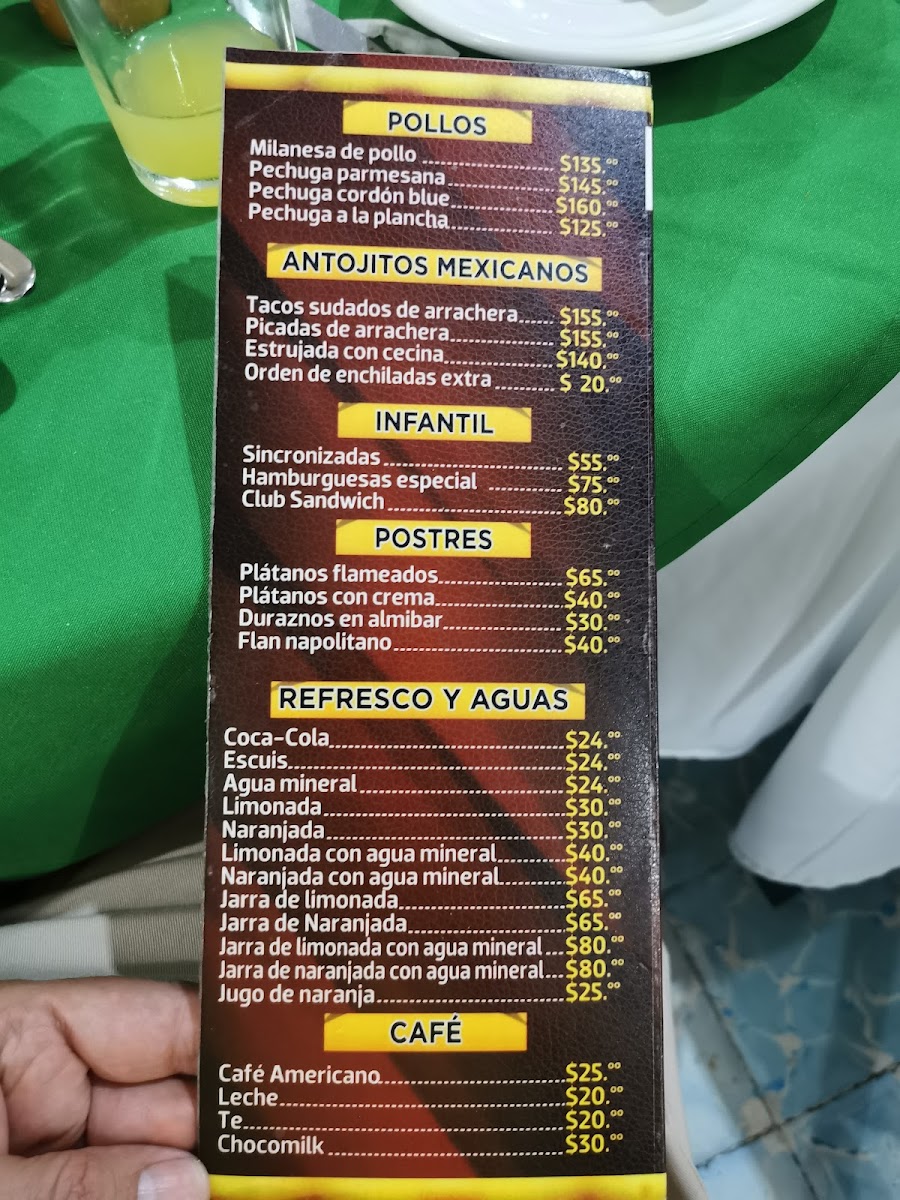 POLLOS
Milanesa de pollo $135.00
Pechuga parmesana $145.00
Pechuga cordón blue $160.00
Pechuga a la plancha $125.00
ANTOJITOS MEXICANOS
Tacos sudados de arrachera $155.00
Picadas de arrachera $155.00
Estrujada con cecina $140.00
Orden de enchiladas extra $ 20.00
INFANTIL
Sincronizadas $55.00
Hamburguesas especial $75.00
Club Sandwich $80.00
POSTRES
Plátanos flameados $65.00
Plátanos con crema $40.00
Duraznos en almibar $30.00
Flan napolitano $40.00
REFRESCO Y AGUAS
Coca-Cola $24.00
Escuis $24.00
Agua mineral $24.00
Limonada $30.00
Naranjada $30.00
Limonada con agua mineral $40.00
Naranjada con agua mineral $40.00
Jarra de limonada $65.00
Jarra de Naranjada $65.00
Jarra de limonada con agua mineral $80.00
Jarra de naranjada con agua mineral $80.00
Jugo de naranja $25.00
CAFÉ
Café Americano $25.00
Leche $20.00
Te $20.00
Chocomilk $30.00